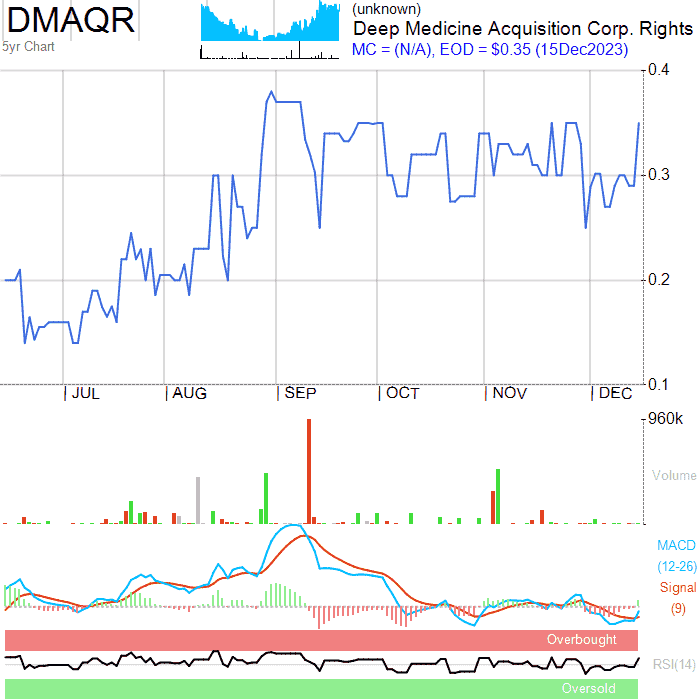 DMAQR
5yr Chart
(unknown)
Deep Medicine Acquisition Corp. Rights
MC = (N/A), EOD = $0.35 (15Dec2023)
0.4
0.3
0.2
0.1
JUL AUG SEP OCT NOV DEC
960k
Volume
MACD
(12-26)
Signal
(9)
Overbought
RSI(14)
Oversold